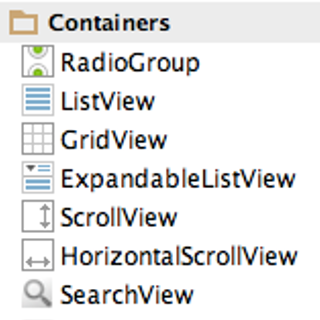 Containers
RadioGroup
ListView
GridView
ExpandableListView
ScrollView
HorizontalScrollView
SearchView